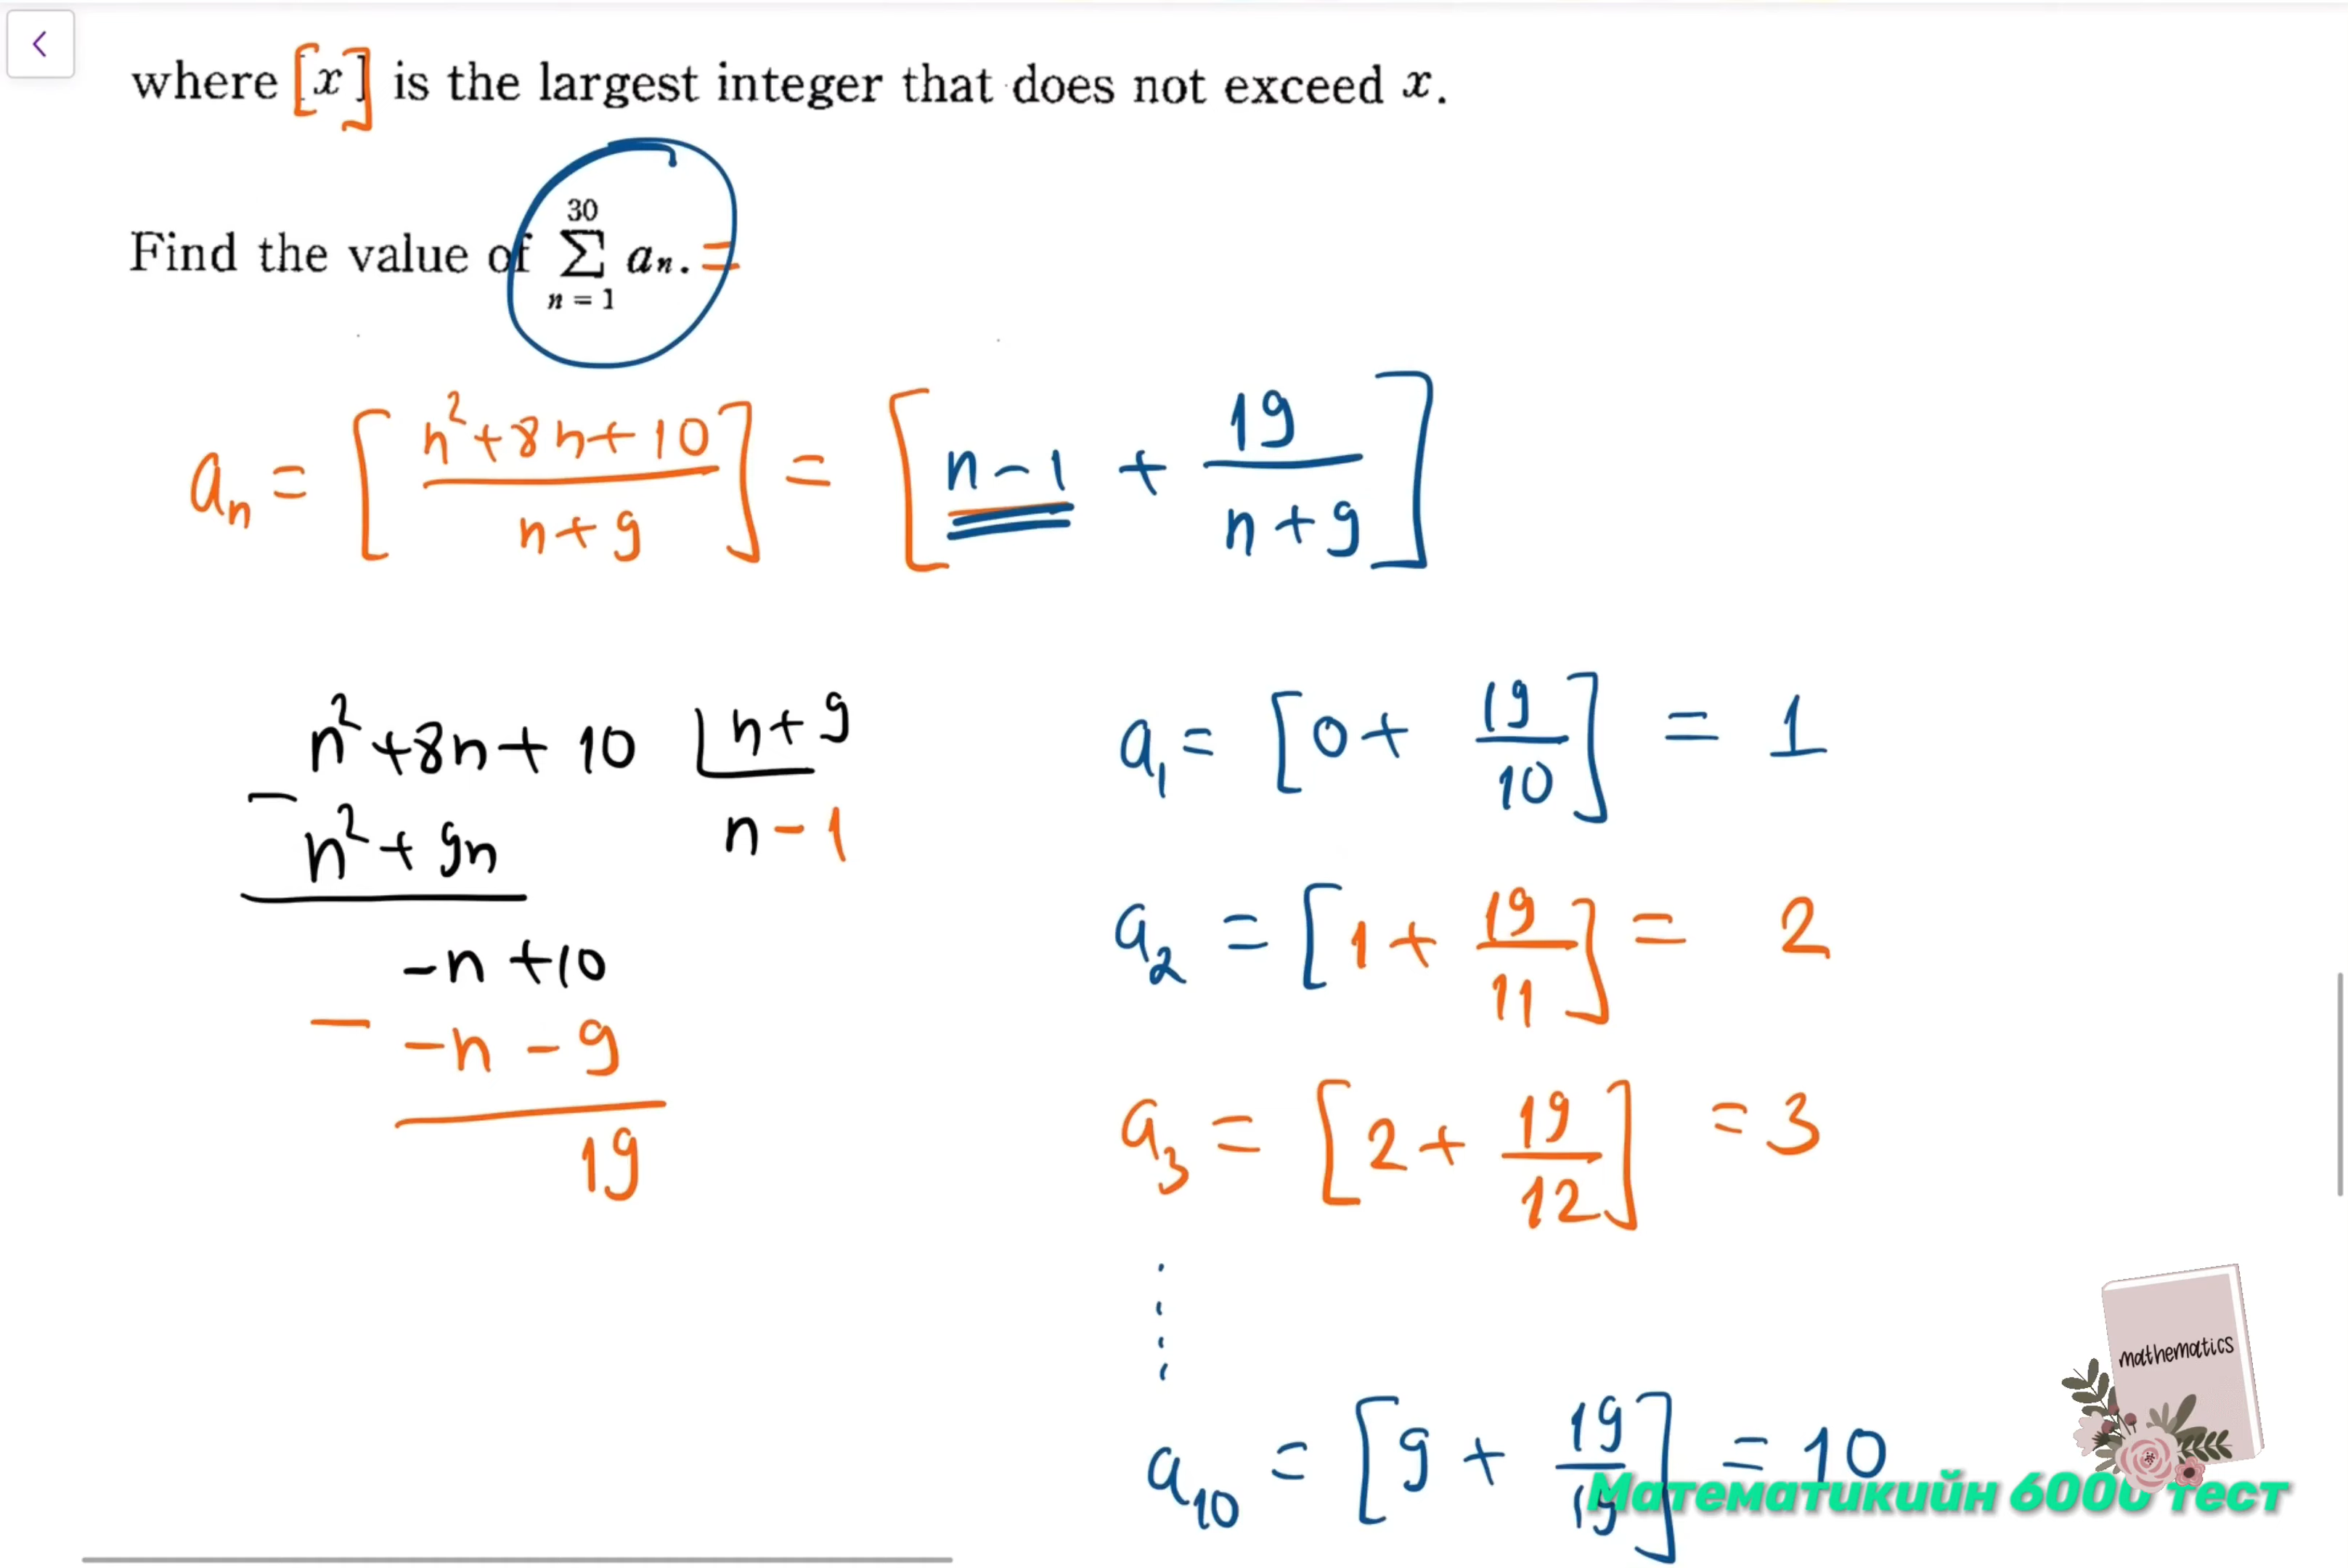 where [x] is the largest integer that does not exceed x.
30
Find the value of Σ aₙ. =
n = 1
aₙ = [ (n² + 8n + 10) / (n + 9) ] = [ n - 1 + 19 / (n + 9) ]
n² + 8n + 10 | n + 9
- n² + 9n
n - 1
-n + 10
- -n - 9
19
a₁ = [ 0 + 19/10 ] = 1
a₂ = [ 1 + 19/11 ] = 2
a₃ = [ 2 + 19/12 ] = 3
a₁₀ = [ 9 + 19/19 ] = 10
mathematics
Математикийн 6000 тест